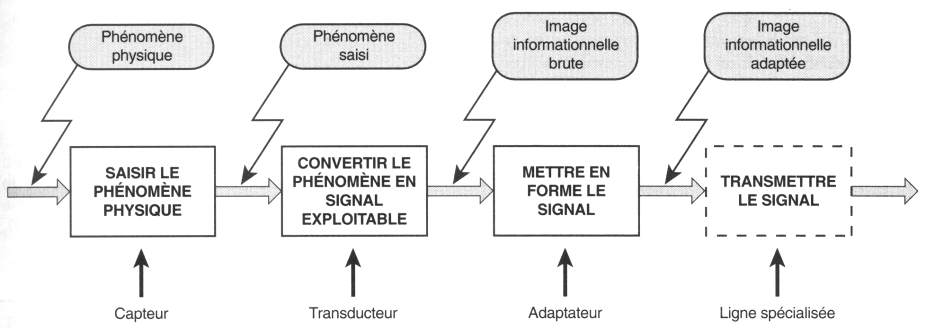 Phénomène
physique
Phénomène
saisi
Image
informationnelle
brute
Image
informationnelle
adaptée
SAISIR LE
PHÉNOMÈNE
PHYSIQUE
CONVERTIR LE
PHÉNOMÈNE EN
SIGNAL
EXPLOITABLE
METTRE EN
FORME LE
SIGNAL
TRANSMETTRE
LE SIGNAL
Capteur
Transducteur
Adaptateur
Ligne spécialisée